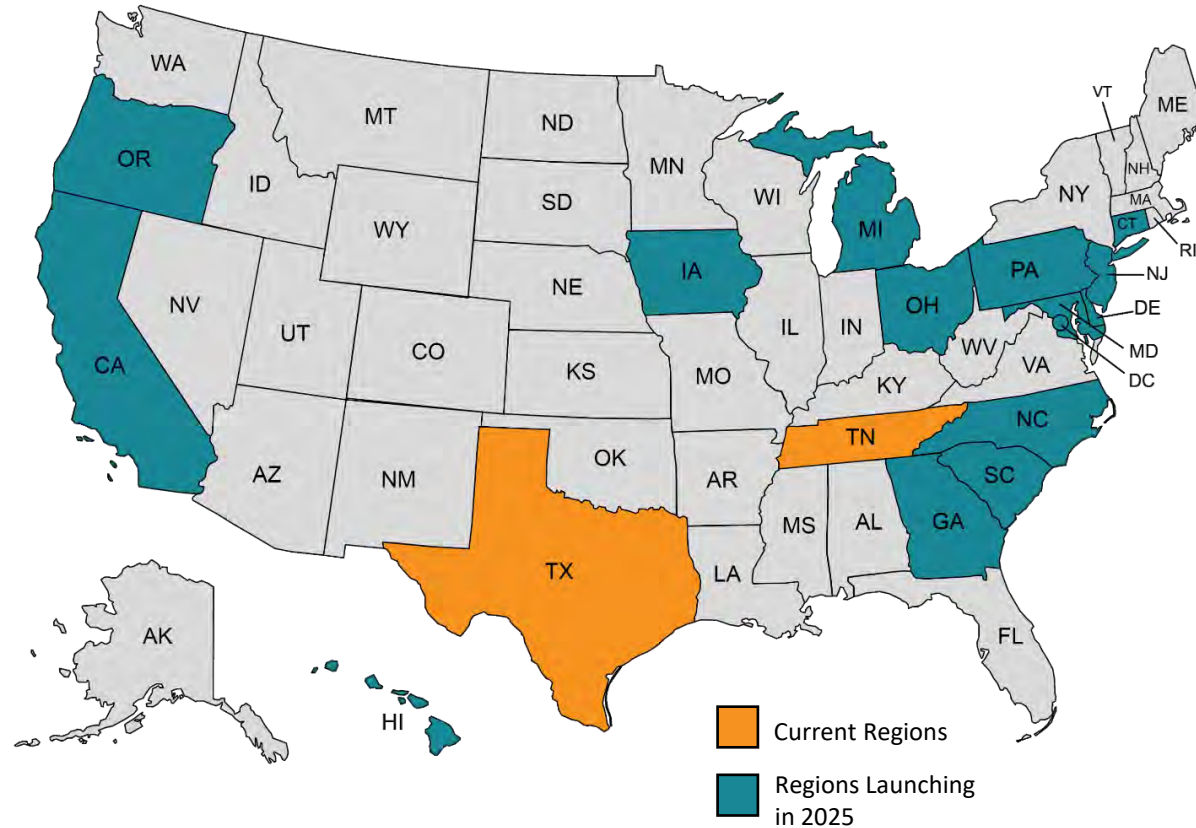 WA
MT
ND
MN
VT
ME
OR
ID
SD
WI
NY
NH
MA
WY
MI
CT
RI
IA
NE
PA
NJ
NV
UT
CO
IL
IN
OH
DE
CA
KS
MO
WV
VA
MD
KY
DC
TN
NC
AZ
NM
OK
AR
SC
MS
AL
GA
TX
LA
AK
FL
HI
Current Regions
Regions Launching
in 2025